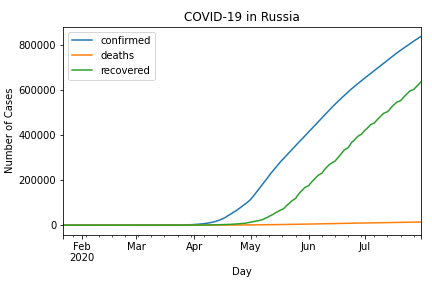 COVID-19 in Russia
confirmed
deaths
recovered
Number of Cases
800000
600000
400000
200000
0
Feb Mar Apr May Jun Jul
2020
Day